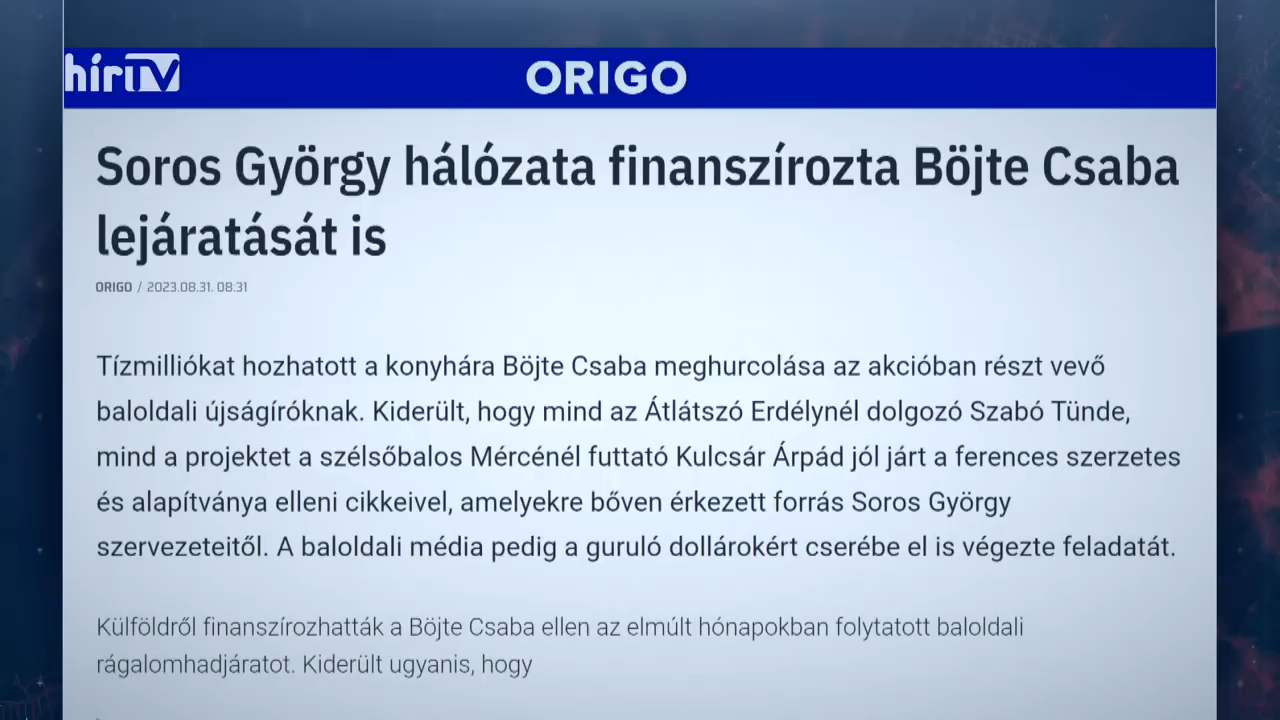 hírTV
ORIGO
Soros György hálózata finanszírozta Böjte Csaba
lejáratását is
ORIGO / 2023.08.31. 08:31
Tízmilliókat hozhatott a konyhára Böjte Csaba meghurcolása az akcióban részt vevő
baloldali újságíróknak. Kiderült, hogy mind az Átlátszó Erdélynél dolgozó Szabó Tünde,
mind a projektet a szélsőbalos Mércénél futtató Kulcsár Árpád jól járt a ferences szerzetes
és alapítványa elleni cikkeivel, amelyekre bőven érkezett forrás Soros György
szervezeteitől. A baloldali média pedig a guruló dollárokért cserébe el is végezte feladatát.
Külföldről finanszírozhatták a Böjte Csaba ellen az elmúlt hónapokban folytatott baloldali
rágalomhadjáratot. Kiderült ugyanis, hogy